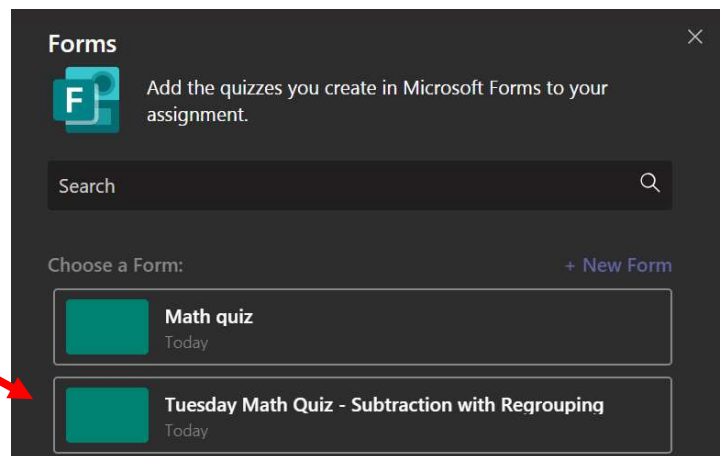 Forms
F
Add the quizzes you create in Microsoft Forms to your
assignment.
Search
Choose a Form:
+ New Form
Math quiz
Today
Tuesday Math Quiz - Subtraction with Regrouping
Today